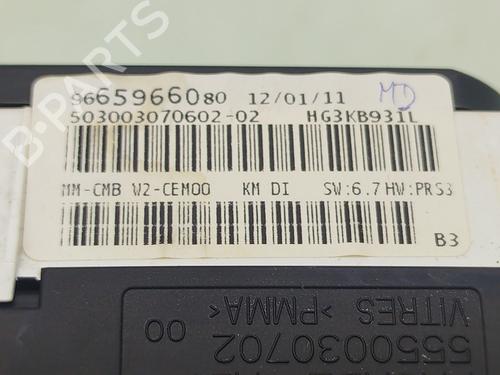 9665966080 12/01/11 MD
503003070602-02 HG3KB93IL
MM-CMB W2-CEM00 KM DI SW:6.7 HW:PRS3
B3
B-PARTS
VITRES >PMMA<
5550030702 00